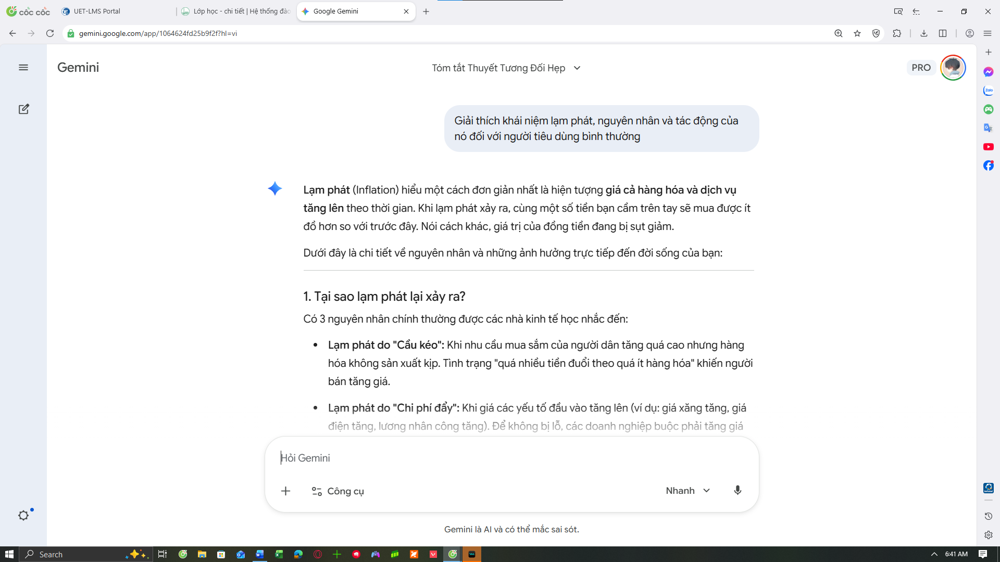 cốc cốc
UET-LMS Portal
Lớp học - chi tiết | Hệ thống đào
Google Gemini
gemini.google.com/app/1064624fd25b9f2f?hl=vi
Gemini
Tóm tắt Thuyết Tương Đối Hẹp
PRO
Zalo
Giải thích khái niệm lạm phát, nguyên nhân và tác động của
nó đối với người tiêu dùng bình thường
Lạm phát (Inflation) hiểu một cách đơn giản nhất là hiện tượng giá cả hàng hóa và dịch vụ
tăng lên theo thời gian. Khi lạm phát xảy ra, cùng một số tiền bạn cầm trên tay sẽ mua được ít
đồ hơn so với trước đây. Nói cách khác, giá trị của đồng tiền đang bị sụt giảm.
Dưới đây là chi tiết về nguyên nhân và những ảnh hưởng trực tiếp đến đời sống của bạn:
1. Tại sao lạm phát lại xảy ra?
Có 3 nguyên nhân chính thường được các nhà kinh tế học nhắc đến:
• Lạm phát do "Cầu kéo": Khi nhu cầu mua sắm của người dân tăng quá cao nhưng hàng
hóa không sản xuất kịp. Tình trạng "quá nhiều tiền đuổi theo quá ít hàng hóa" khiến người
bán tăng giá.
• Lạm phát do "Chi phí đẩy": Khi giá các yếu tố đầu vào tăng lên (ví dụ: giá xăng tăng, giá
điện tăng, lương nhân công tăng). Để không bị lỗ, các doanh nghiệp buộc phải tăng giá
Hỏi Gemini
Công cụ
Nhanh
Gemini là AI và có thể mắc sai sót.
Search
6:41 AM